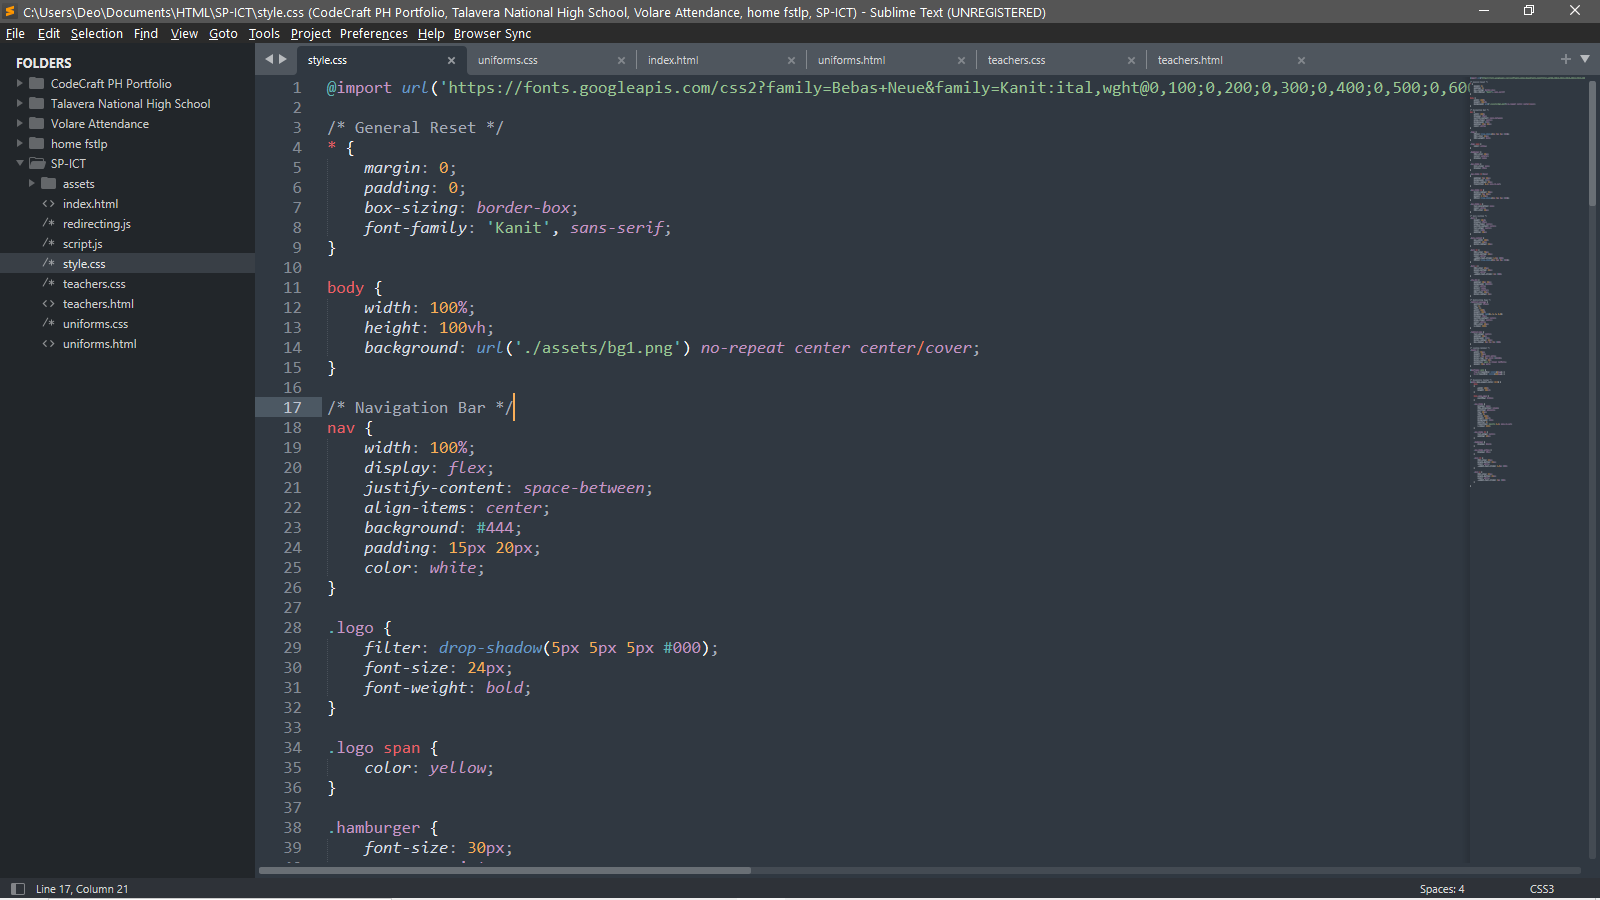 C:\Users\Deo\Documents\HTML\SP-ICT\style.css (CodeCraft PH Portfolio, Talavera National High School, Volare Attendance, home fstlp, SP-ICT) - Sublime Text (UNREGISTERED)
File Edit Selection Find View Goto Tools Project Preferences Help Browser Sync
FOLDERS
CodeCraft PH Portfolio
Talavera National High School
Volare Attendance
home fstlp
SP-ICT
assets
<> index.html
/* redirecting.js
/* script.js
/* style.css
/* teachers.css
<> teachers.html
/* uniforms.css
<> uniforms.html
style.css × uniforms.css × index.html × uniforms.html × teachers.css × teachers.html ×
1 @import url('https://fonts.googleapis.com/css2?family=Bebas+Neue&family=Kanit:ital,wght@0,100;0,200;0,300;0,400;0,500;0,600
2
3 /* General Reset */
4 * {
5 margin: 0;
6 padding: 0;
7 box-sizing: border-box;
8 font-family: 'Kanit', sans-serif;
9 }
10
11 body {
12 width: 100%;
13 height: 100vh;
14 background: url('./assets/bg1.png') no-repeat center center/cover;
15 }
16
17 /* Navigation Bar */
18 nav {
19 width: 100%;
20 display: flex;
21 justify-content: space-between;
22 align-items: center;
23 background: #444;
24 padding: 15px 20px;
25 color: white;
26 }
27
28 .logo {
29 filter: drop-shadow(5px 5px 5px #000);
30 font-size: 24px;
31 font-weight: bold;
32 }
33
34 .logo span {
35 color: yellow;
36 }
37
38 .hamburger {
39 font-size: 30px;
Line 17, Column 21
Spaces: 4
CSS3